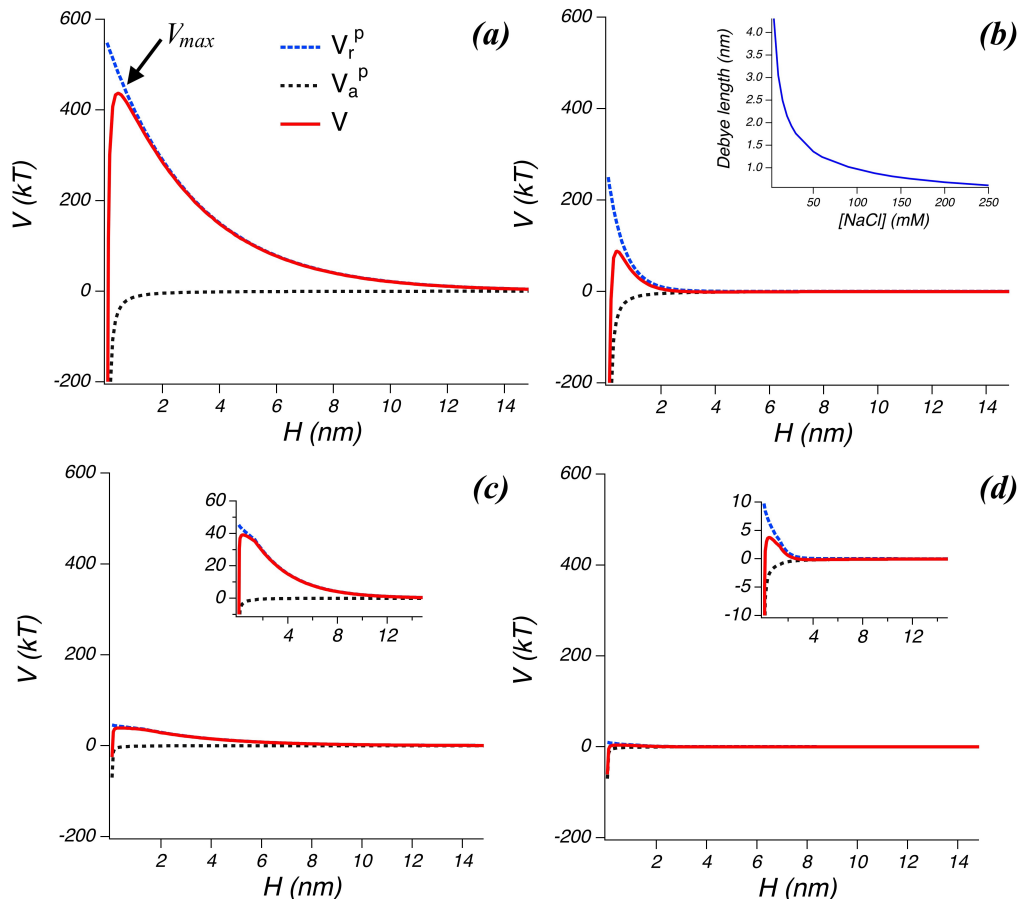 (a)
V_max
V_r^p
V_a^p
V
600
400
200
0
-200
V (kT)
2 4 6 8 10 12 14
H (nm)
(b)
600
400
200
0
-200
V (kT)
2 4 6 8 10 12 14
H (nm)
4.0
3.5
3.0
2.5
2.0
1.5
1.0
Debye length (nm)
50 100 150 200 250
[NaCl] (mM)
(c)
600
400
200
0
-200
V (kT)
2 4 6 8 10 12 14
H (nm)
60
40
20
0
4 8 12
(d)
600
400
200
0
-200
V (kT)
2 4 6 8 10 12 14
H (nm)
10
5
0
-5
-10
4 8 12